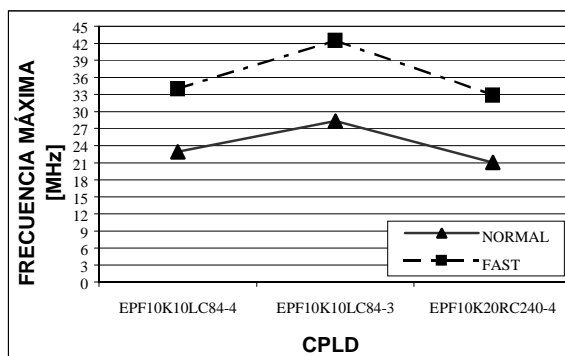 FRECUENCIA MÁXIMA
[MHz]
45
42
39
36
33
30
27
24
21
18
15
12
9
6
3
0
NORMAL
FAST
EPF10K10LC84-4 EPF10K10LC84-3 EPF10K20RC240-4
CPLD